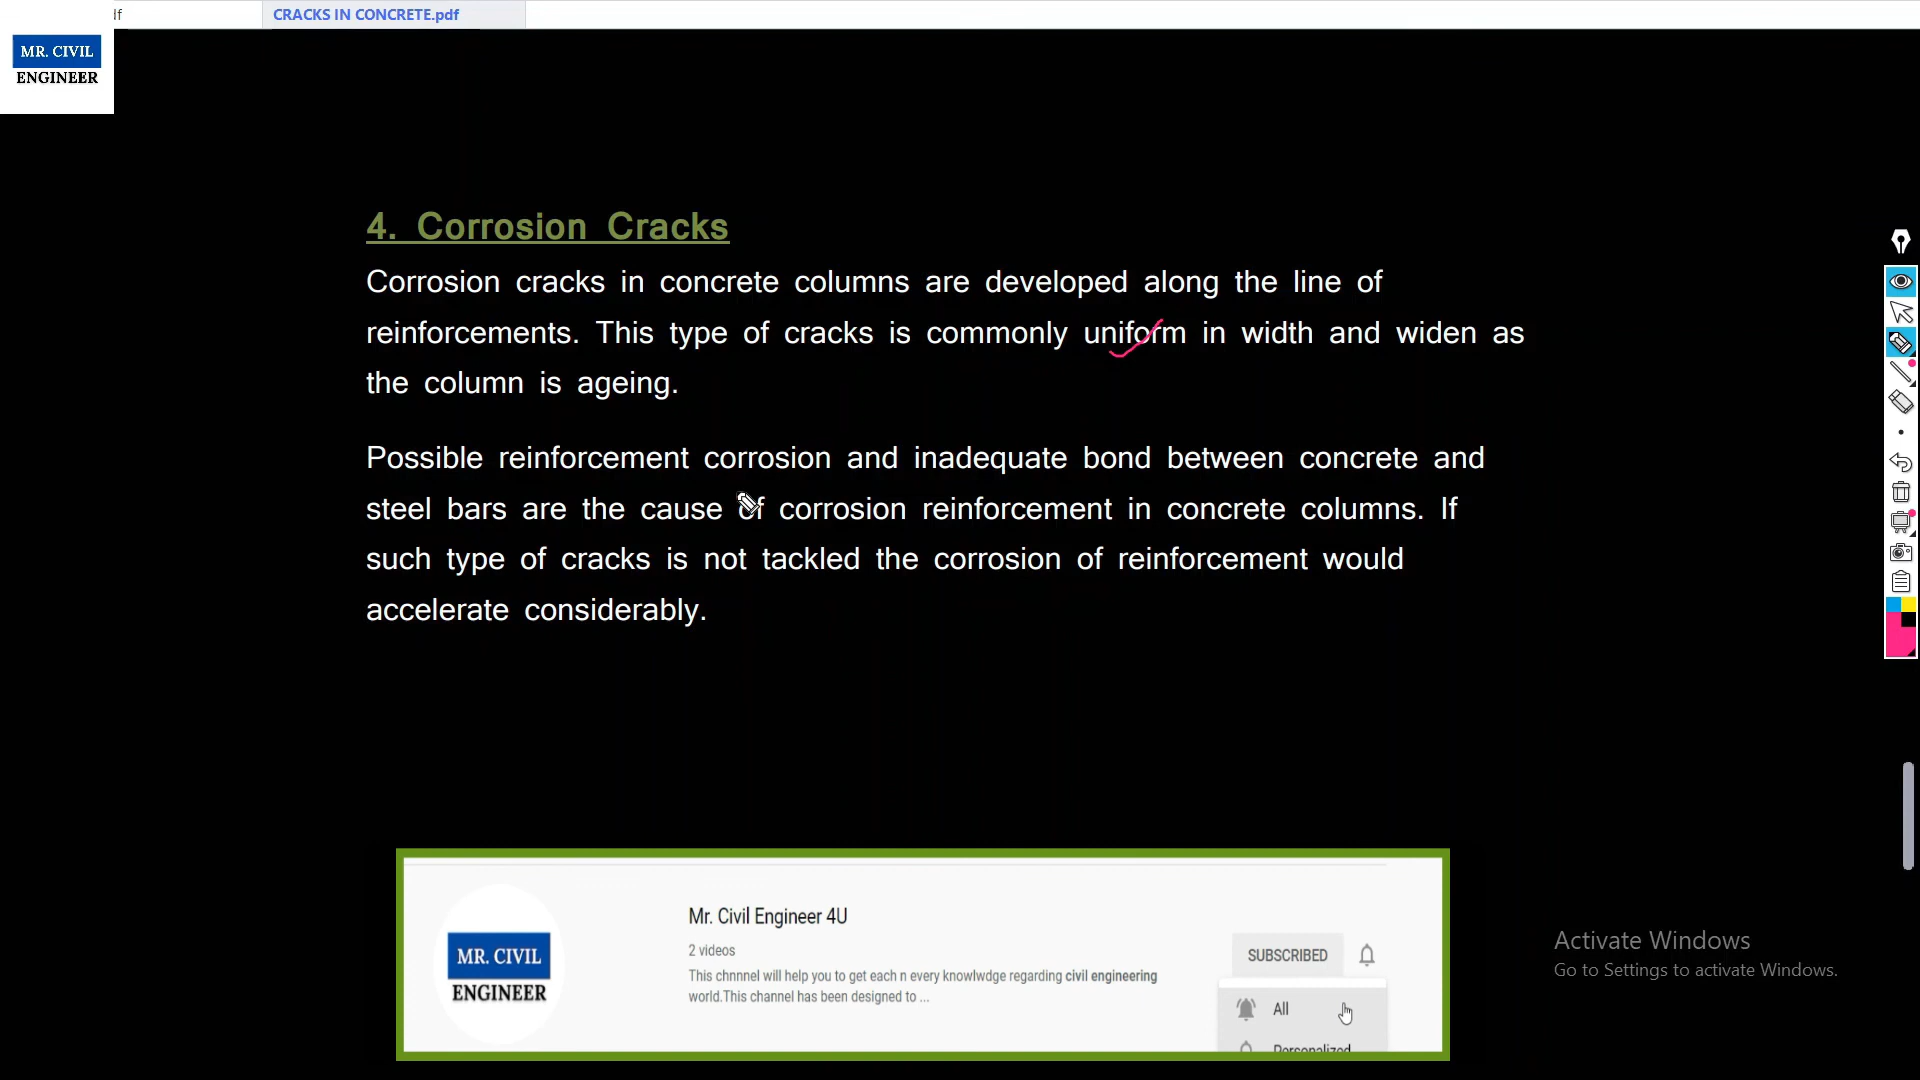 df
CRACKS IN CONCRETE.pdf
MR. CIVIL
ENGINEER
4. Corrosion Cracks
Corrosion cracks in concrete columns are developed along the line of
reinforcements. This type of cracks is commonly uniform in width and widen as
the column is ageing.
Possible reinforcement corrosion and inadequate bond between concrete and
steel bars are the cause of corrosion reinforcement in concrete columns. If
such type of cracks is not tackled the corrosion of reinforcement would
accelerate considerably.
MR. CIVIL
ENGINEER
Mr. Civil Engineer 4U
2 videos
This chnnnel will help you to get each n every knowlwdge regarding civil engineering
world.This channel has been designed to ...
SUBSCRIBED
All
Personalized
Activate Windows
Go to Settings to activate Windows.